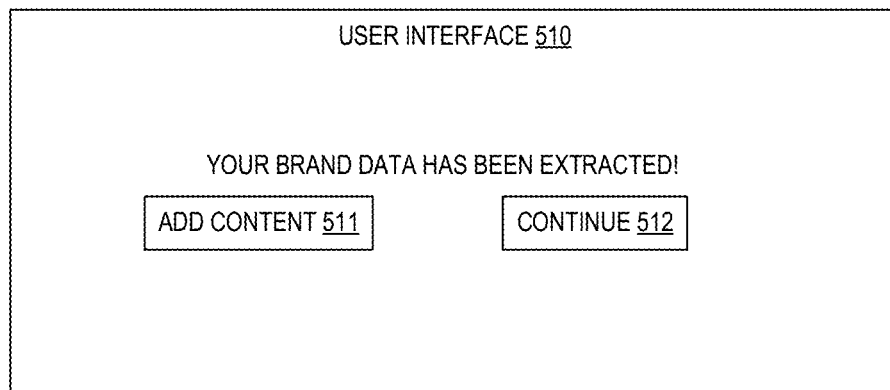 USER INTERFACE 510
YOUR BRAND DATA HAS BEEN EXTRACTED!
ADD CONTENT 511
CONTINUE 512